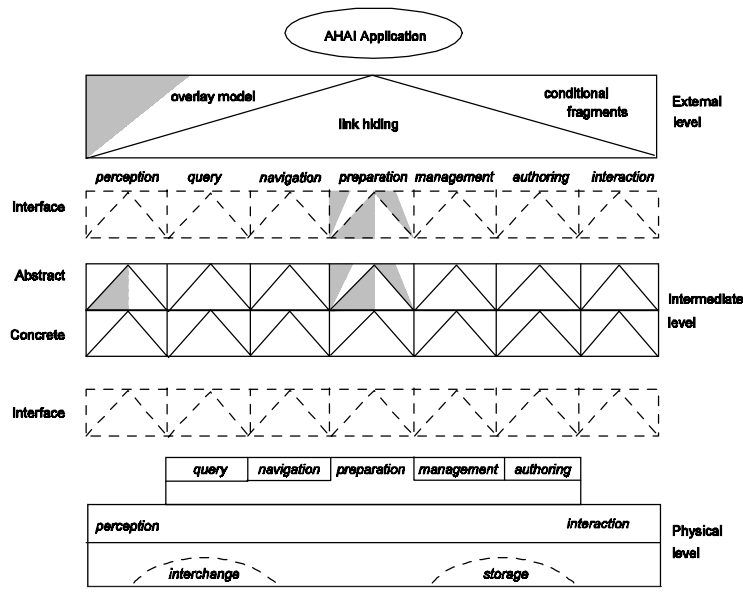 AHAI Application
overlay model
conditional
fragments
link hiding
External
level
perception query navigation preparation management authoring interaction
Interface
Abstract
Intermediate
level
Concrete
Interface
query navigation preparation management authoring
perception interaction
Physical
level
interchange storage